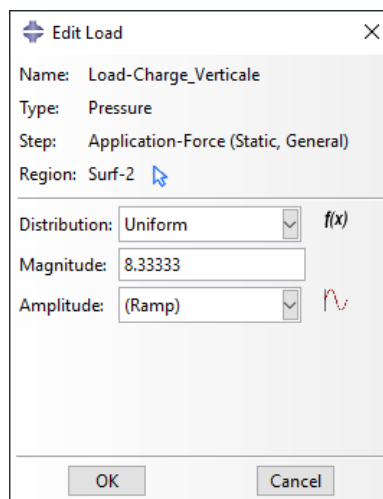 Edit Load
Name: Load-Charge_Verticale
Type: Pressure
Step: Application-Force (Static, General)
Region: Surf-2
Distribution: Uniform f(x)
Magnitude: 8.33333
Amplitude: (Ramp)
OK Cancel